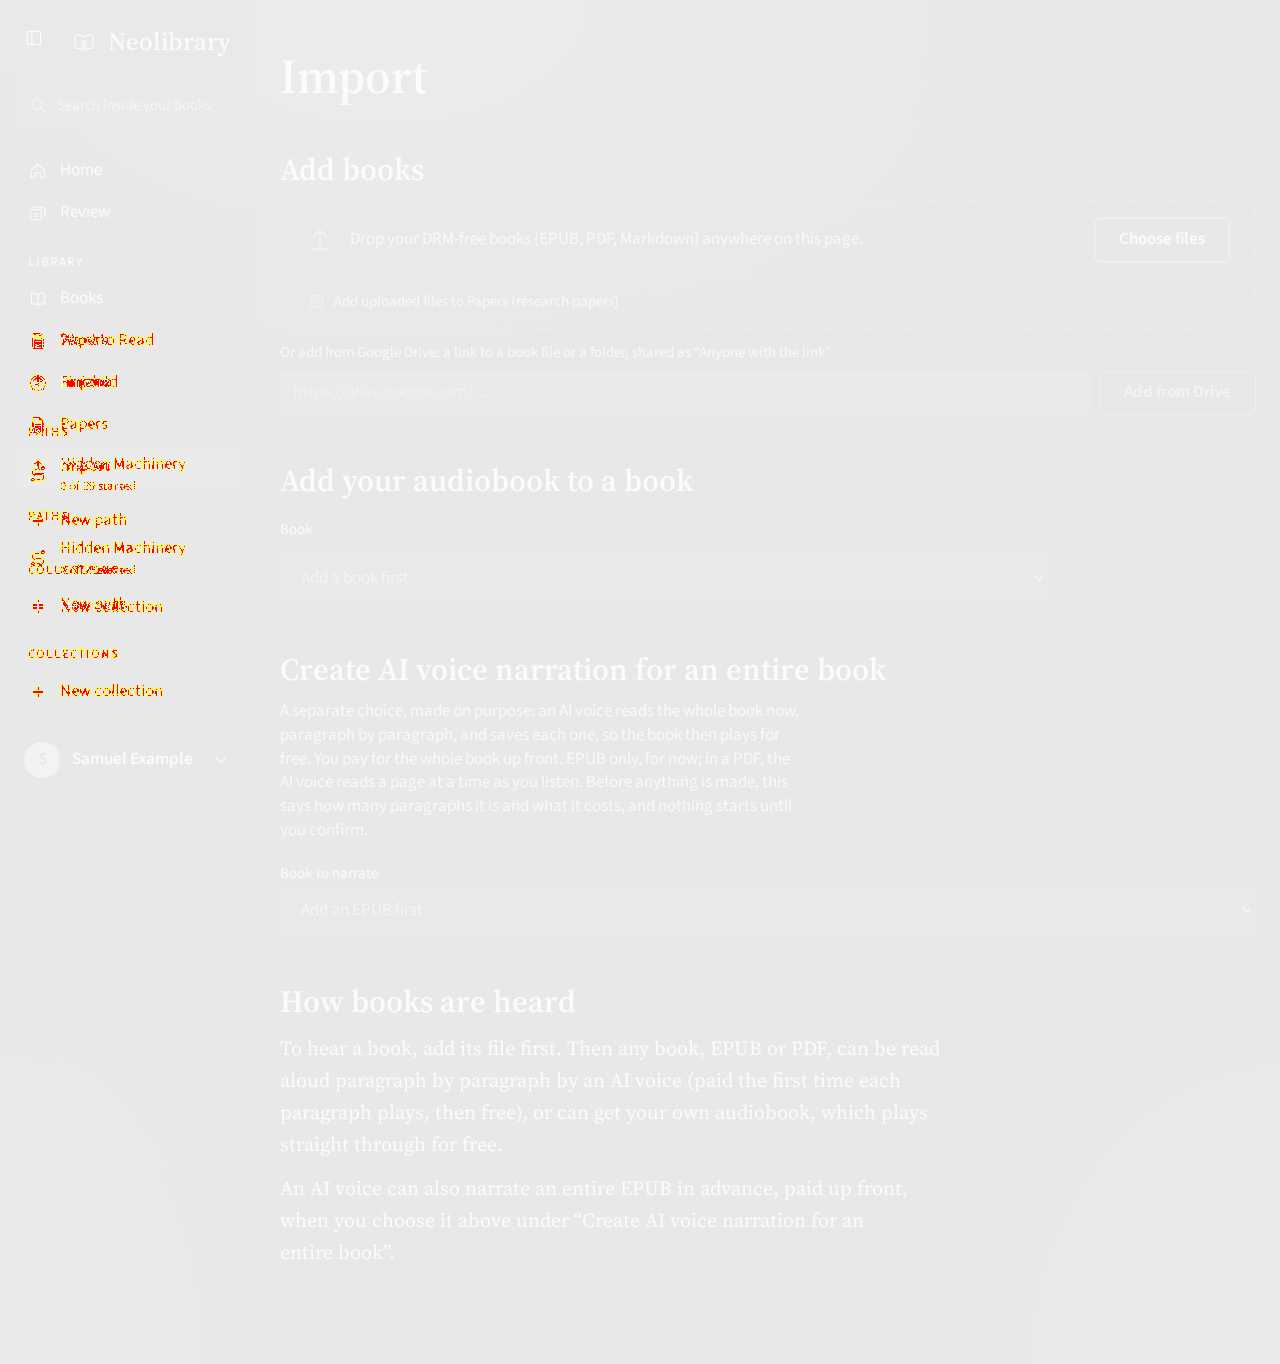 Neolibrary
Search inside your books
Home
Review
LIBRARY
Books
to Read
Papers
PATHS
Hidden Machinery
0 of 29 started
PATHS
New path
Hidden Machinery
New path
New collection
COLLECTIONS
New collection
Samuel Example
S
Import
Add books
Drop your DRM-free books (EPUB, PDF, Markdown) anywhere on this page.
Choose files
Add uploaded files to Papers (research papers)
Or add from Google Drive: a link to a book file or a folder, shared as “Anyone with the link”
https://drive.google.com/…
Add from Drive
Add your audiobook to a book
Book
Add a book first
Create AI voice narration for an entire book
A separate choice, made on purpose: an AI voice reads the whole book now,
paragraph by paragraph, and saves each one, so the book then plays for
free. You pay for the whole book up front. EPUB only, for now; in a PDF, the
AI voice reads a page at a time as you listen. Before anything is made, this
says how many paragraphs it is and what it costs, and nothing starts until
you confirm.
Book to narrate
Add an EPUB first
How books are heard
To hear a book, add its file first. Then any book, EPUB or PDF, can be read
aloud paragraph by paragraph by an AI voice (paid the first time each
paragraph plays, then free), or can get your own audiobook, which plays
straight through for free.
An AI voice can also narrate an entire EPUB in advance, paid up front,
when you choose it above under “Create AI voice narration for an
entire book”.